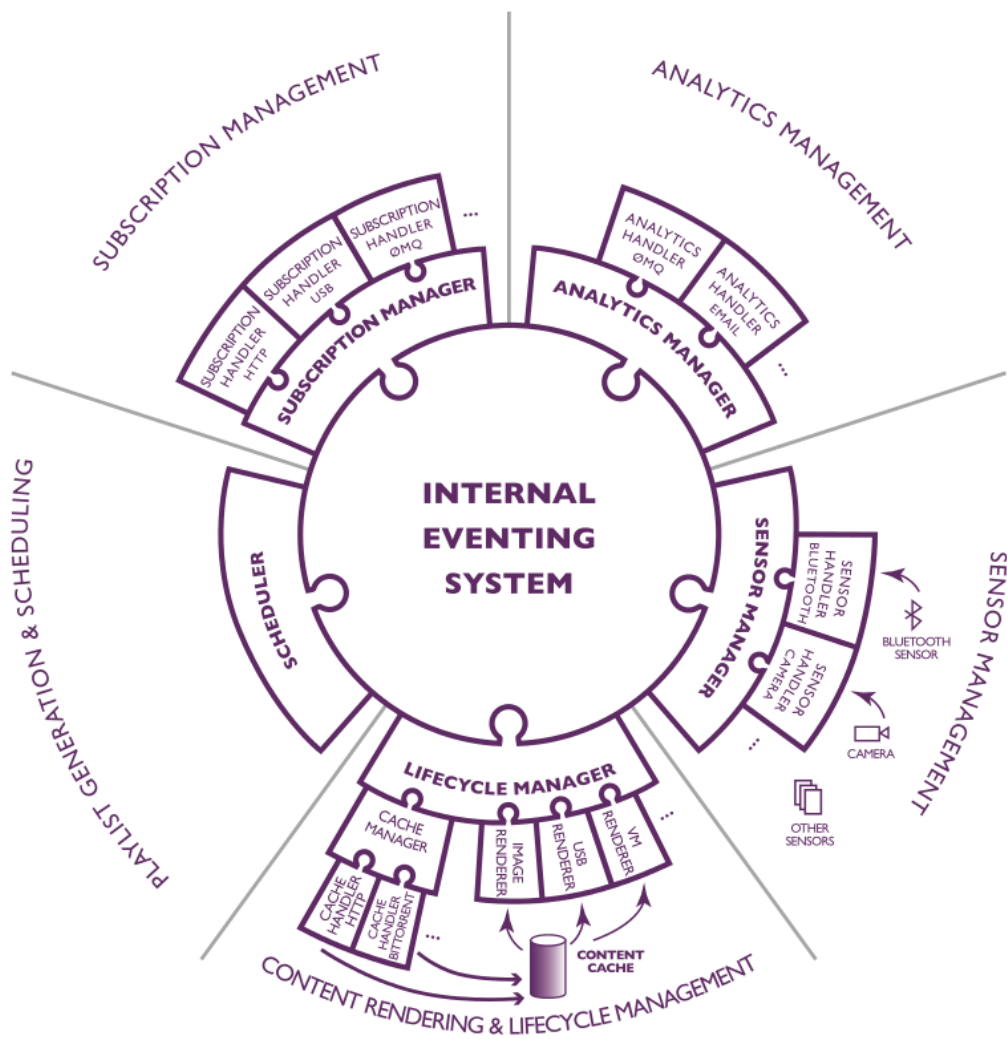 SUBSCRIPTION MANAGEMENT
ANALYTICS MANAGEMENT
SUBSCRIPTION
HANDLER
HTTP
SUBSCRIPTION
HANDLER
USB
SUBSCRIPTION
HANDLER
ØMQ
...
SUBSCRIPTION MANAGER
ANALYTICS
HANDLER
ØMQ
ANALYTICS
HANDLER
EMAIL
...
ANALYTICS MANAGER
INTERNAL
EVENTING
SYSTEM
PLAYLIST GENERATION & SCHEDULING
SCHEDULER
SENSOR MANAGER
SENSOR
HANDLER
BLUETOOTH
SENSOR
HANDLER
CAMERA
...
BLUETOOTH
SENSOR
CAMERA
OTHER
SENSORS
SENSOR MANAGEMENT
LIFECYCLE MANAGER
CACHE
MANAGER
CACHE
HANDLER
HTTP
CACHE
HANDLER
BITTORRENT
...
IMAGE
RENDERER
USB
RENDERER
VM
RENDERER
...
CONTENT
CACHE
CONTENT RENDERING & LIFECYCLE MANAGEMENT